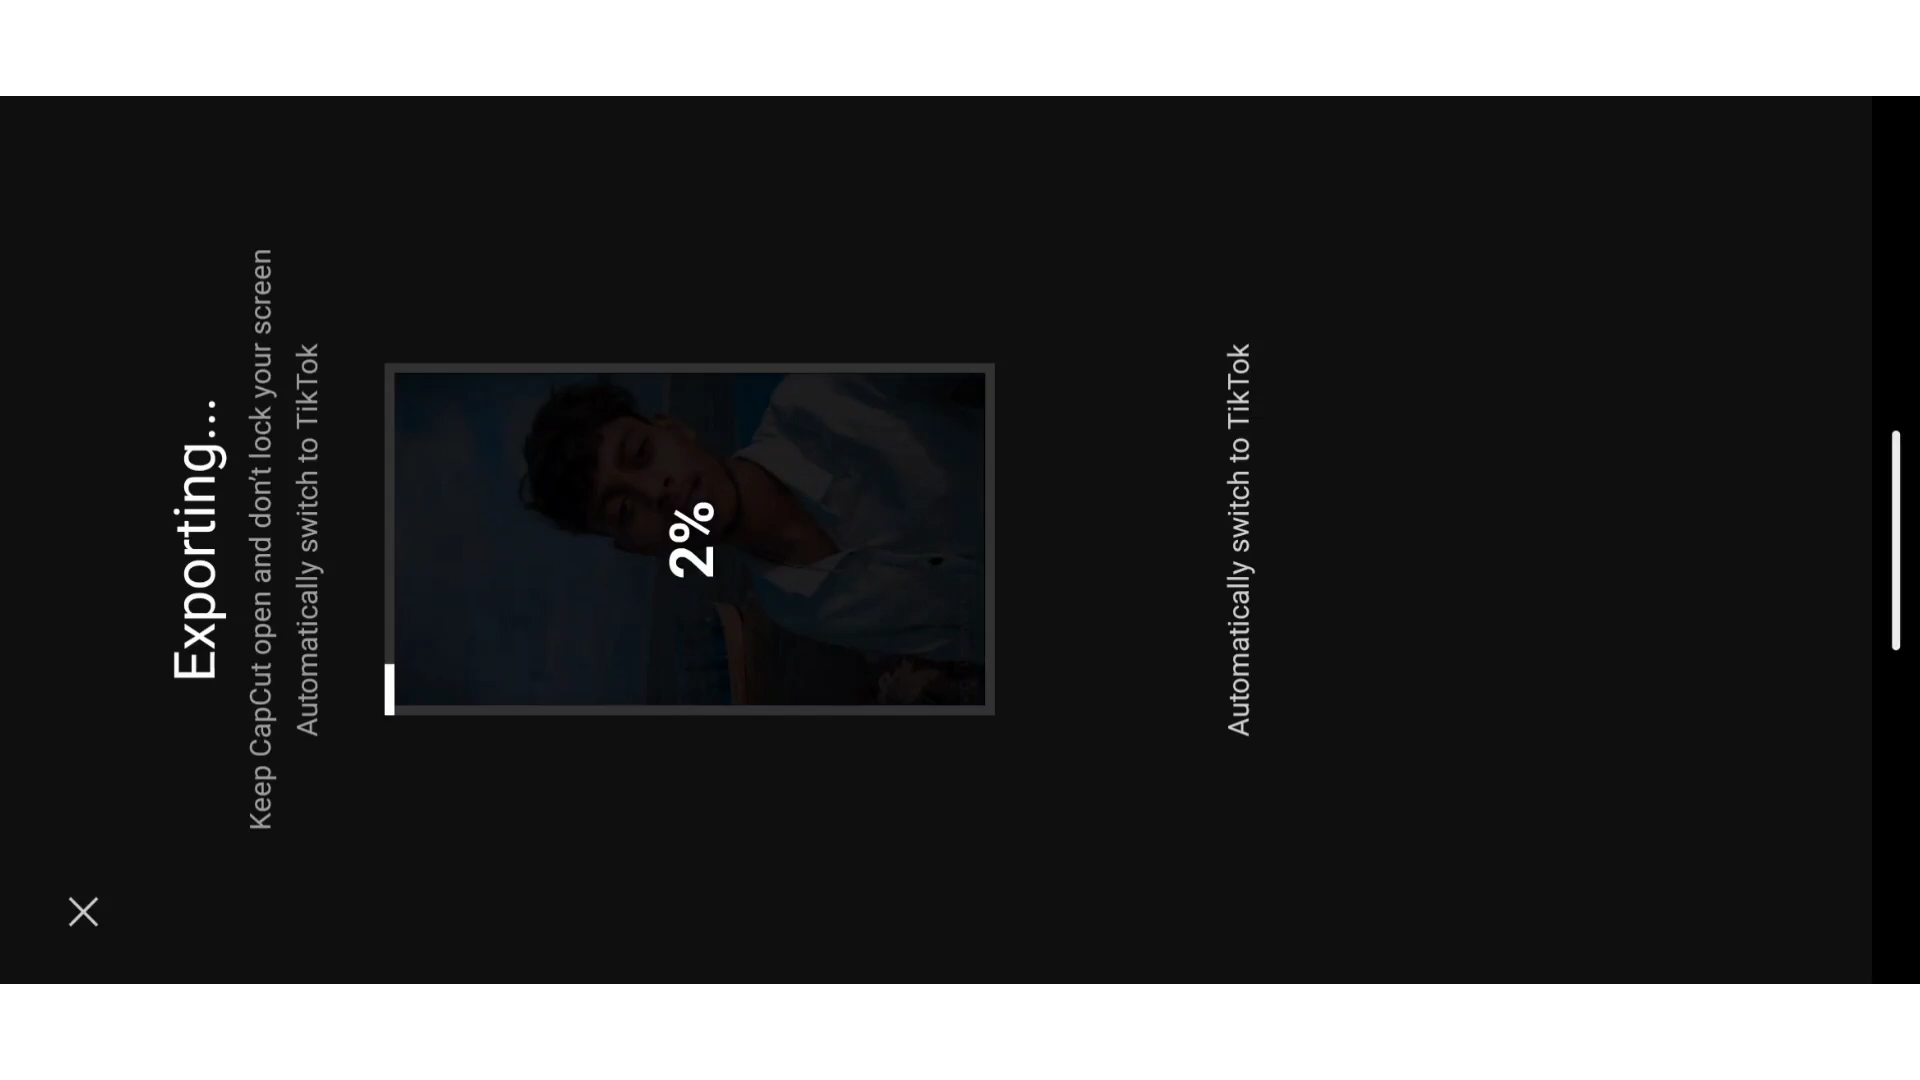 Exporting...
Keep CapCut open and don't lock your screen
Automatically switch to TikTok
2%
Automatically switch to TikTok